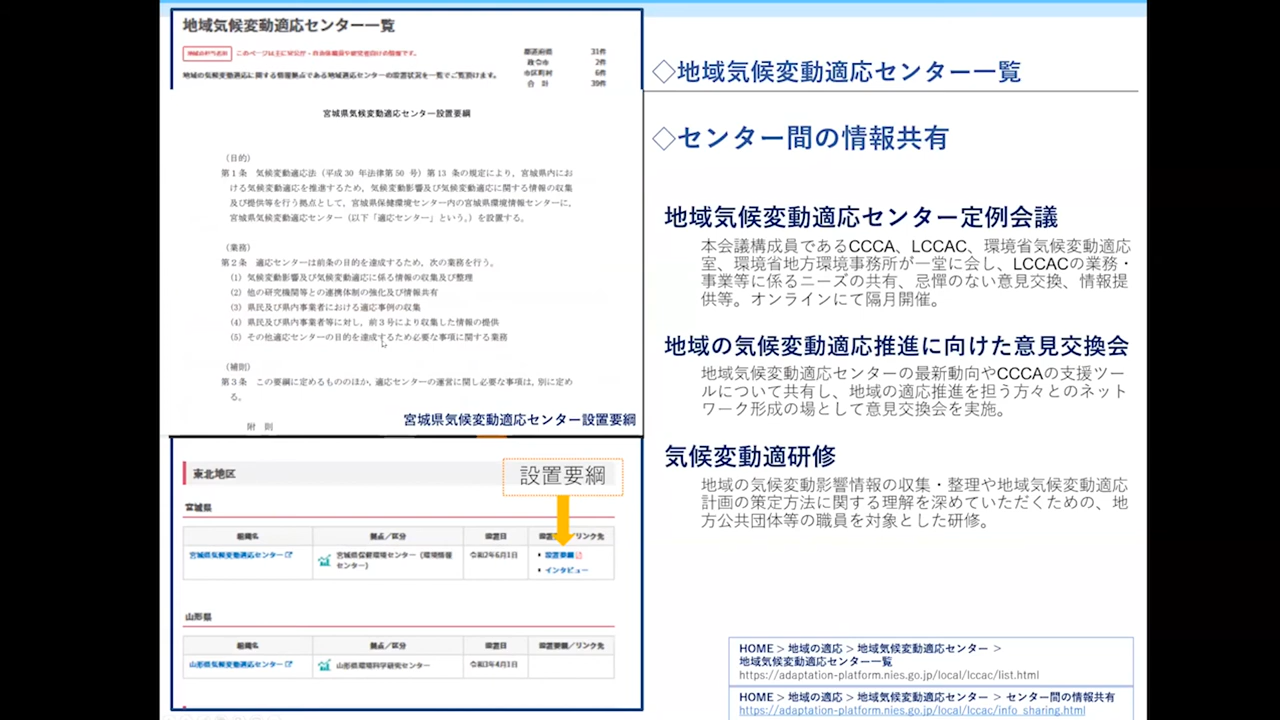 地域気候変動適応センター一覧
地域の気候変動適応に関する情報拠点である地域適応センターの設置状況を一覧でご覧頂けます。
都道府県 31件
政令市 2件
市区町村 6件
合 計 39件
宮城県気候変動適応センター設置要綱
（目的）
第１条 気候変動適応法（平成30 年法律第50 号）第13 条の規定により、宮城県内にお
ける気候変動適応を推進するため、気候変動影響及び気候変動適応に関する情報の収集
及び提供等を行う拠点として、宮城県保健環境センター内の宮城県環境情報センターに、
宮城県気候変動適応センター（以下「適応センター」という。）を設置する。
（業務）
第２条 適応センターは前条の目的を達成するため、次の業務を行う。
（1）気候変動影響及び気候変動適応に係る情報の収集及び整理
（2）他の研究機関等との連携体制の強化及び情報共有
（3）県民及び県内事業者における適応事例の収集
（4）県民及び県内事業者等に対し、前３号により収集した情報の提供
（5）その他適応センターの目的を達成するため必要な事項に関する業務
（補則）
第３条 この要綱に定めるもののほか、適応センターの運営に関し必要な事項は、別に定め
る。
附 則
宮城県気候変動適応センター設置要綱
東北地区
設置要綱
宮城県
組織名 拠点／区分 設置日 設置要綱／リンク先
宮城県気候変動適応センター 宮城県保健環境センター（環境情報
センター） 令和2年6月1日 設置要綱
インタビュー
山形県
組織名 拠点／区分 設置日 設置要綱／リンク先
山形県気候変動適応センター 山形県環境科学研究センター 令和3年4月1日
◇地域気候変動適応センター一覧
◇センター間の情報共有
地域気候変動適応センター定例会議
本会議構成員であるCCCA、LCCAC、環境省気候変動適応
室、環境省地方環境事務所が一堂に会し、LCCACの業務・
事業等に係るニーズの共有、忌憚のない意見交換、情報提
供等。オンラインにて隔月開催。
地域の気候変動適応推進に向けた意見交換会
地域気候変動適応センターの最新動向やCCCAの支援ツー
ルについて共有し、地域の適応推進を担う方々とのネット
ワーク形成の場として意見交換会を実施。
気候変動適研修
地域の気候変動影響情報の収集・整理や地域気候変動適応
計画の策定方法に関する理解を深めていただくための、地
方公共団体等の職員を対象とした研修。
HOME > 地域の適応 > 地域気候変動適応センター >
地域気候変動適応センター一覧
https://adaptation-platform.nies.go.jp/local/lccac/list.html
HOME > 地域の適応 > 地域気候変動適応センター > センター間の情報共有
https://adaptation-platform.nies.go.jp/local/lccac/info_sharing.html